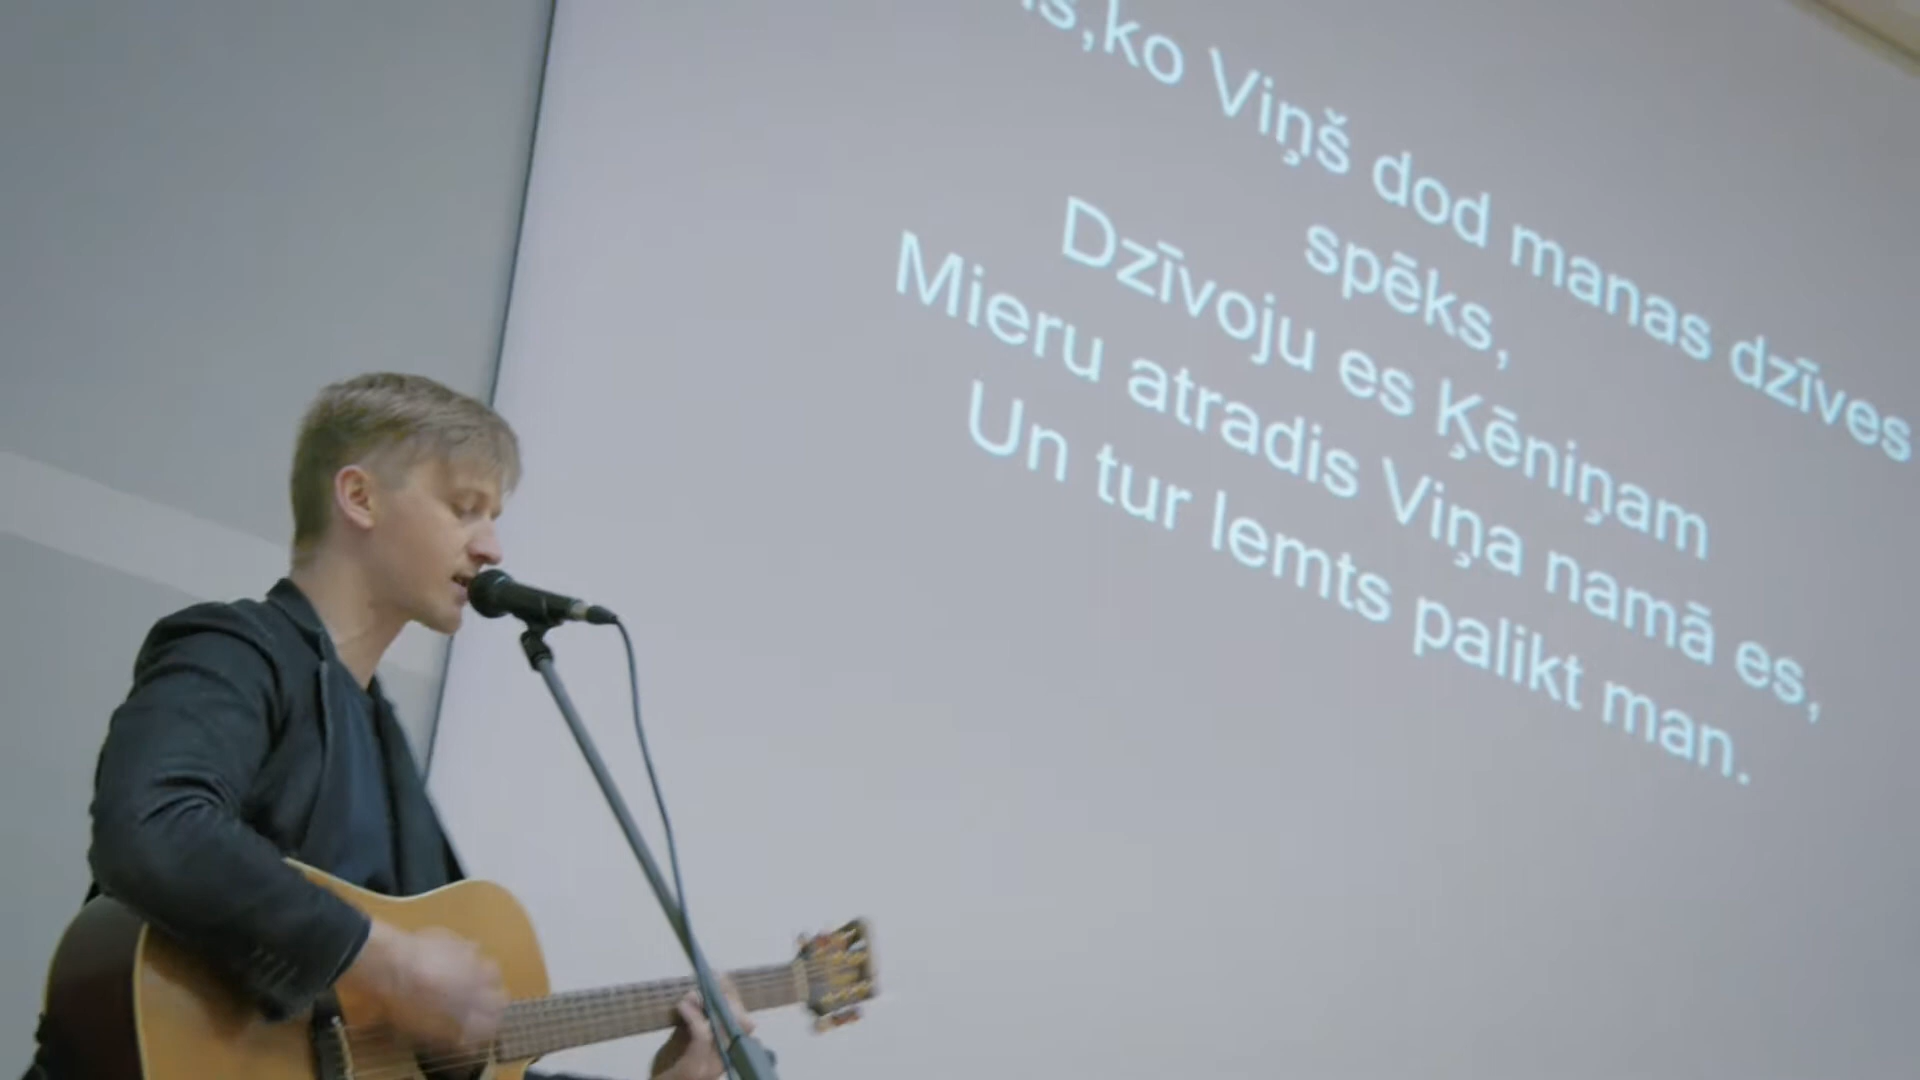 ko Viņš dod manas dzīves
spēks,
Dzīvoju es Ķēniņam
Mieru atradis Viņa namā es,
Un tur lemts palikt man.